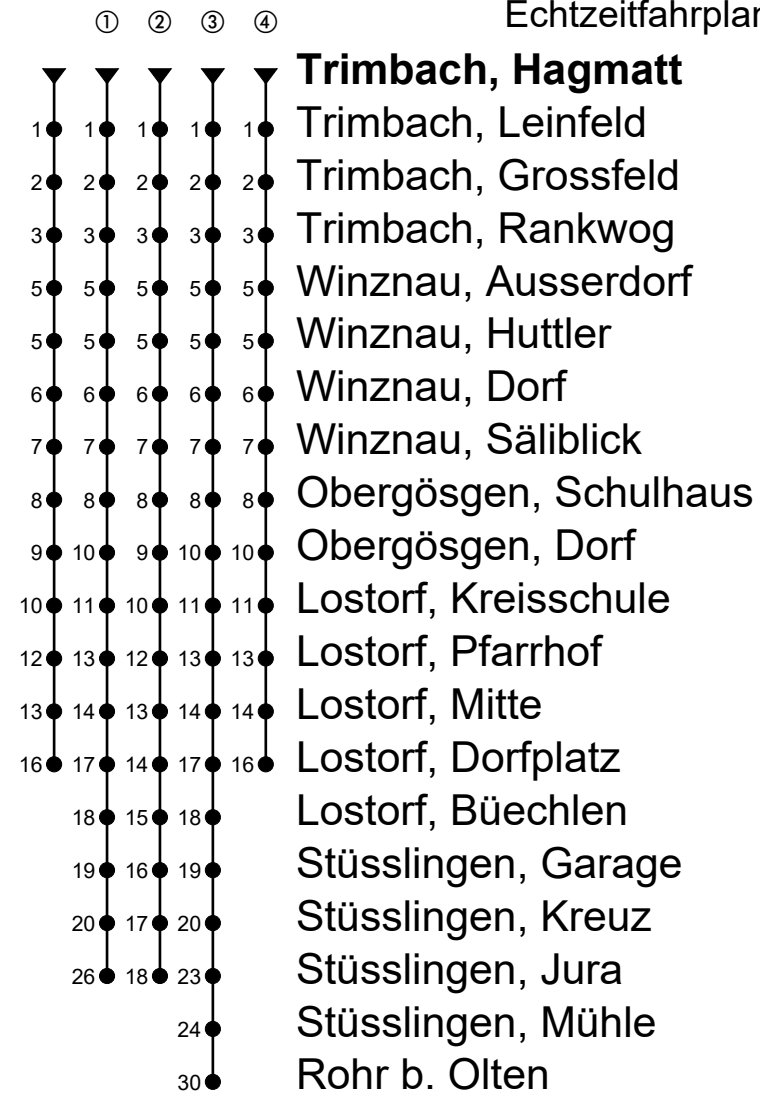 Echtzeitfahrplan
① ② ③ ④
Trimbach, Hagmatt
1 1 1 1 1 Trimbach, Leinfeld
2 2 2 2 2 Trimbach, Grossfeld
3 3 3 3 3 Trimbach, Rankwog
5 5 5 5 5 Winznau, Ausserdorf
5 5 5 5 5 Winznau, Huttler
6 6 6 6 6 Winznau, Dorf
7 7 7 7 7 Winznau, Säliblick
8 8 8 8 8 Obergösgen, Schulhaus
9 10 9 10 10 Obergösgen, Dorf
10 11 10 11 11 Lostorf, Kreisschule
12 13 12 13 13 Lostorf, Pfarrhof
13 14 13 14 14 Lostorf, Mitte
16 17 14 17 16 Lostorf, Dorfplatz
18 15 18 Lostorf, Büechlen
19 16 19 Stüsslingen, Garage
20 17 20 Stüsslingen, Kreuz
26 18 23 Stüsslingen, Jura
24 Stüsslingen, Mühle
30 Rohr b. Olten